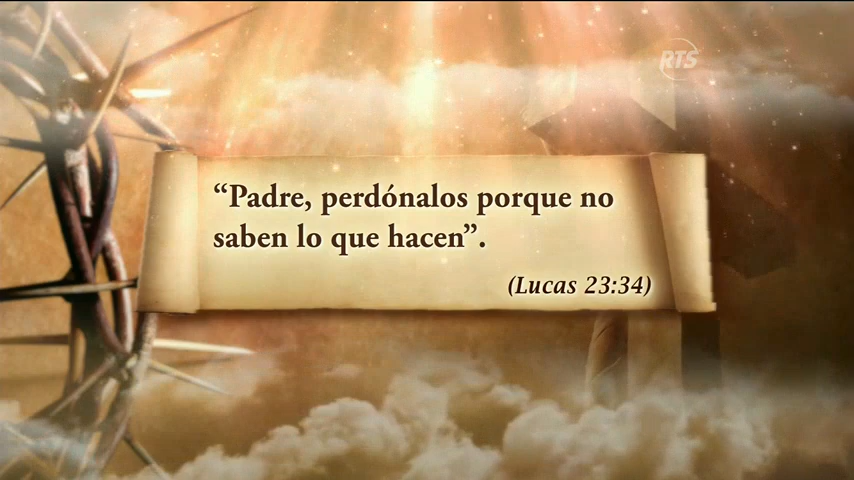 RTS
“Padre, perdónalos porque no
saben lo que hacen”.
(Lucas 23:34)